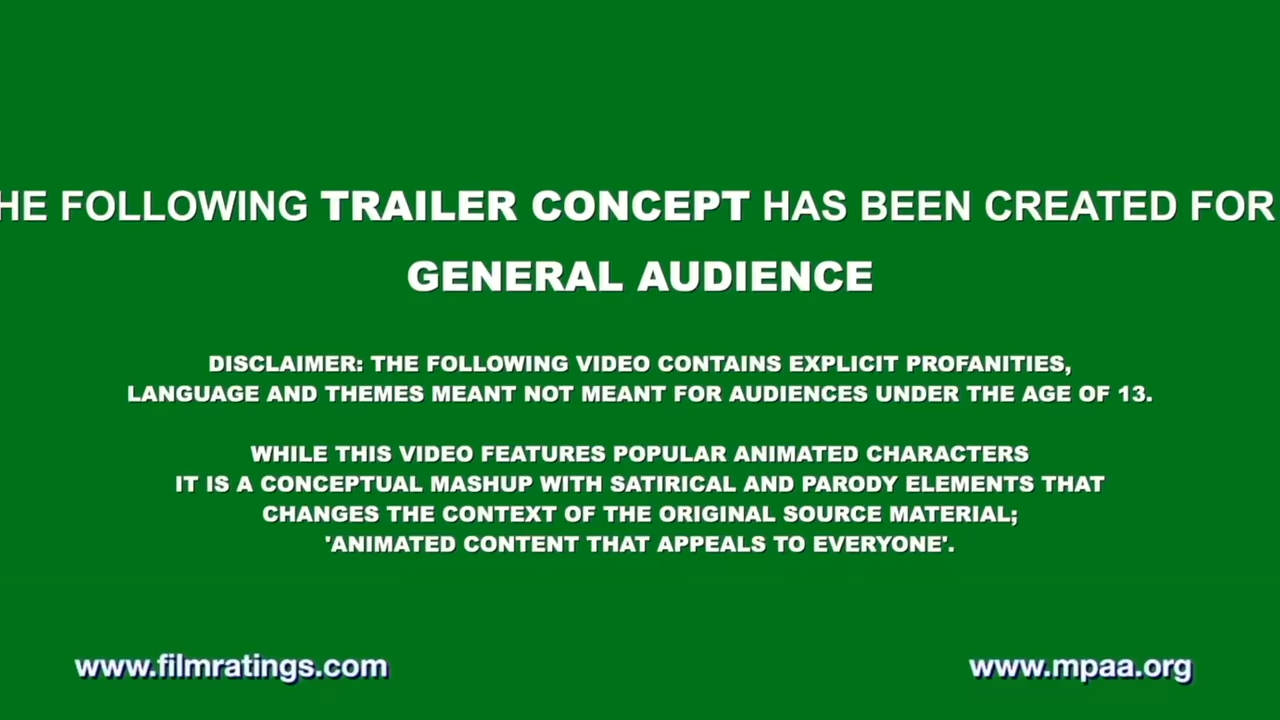 HE FOLLOWING TRAILER CONCEPT HAS BEEN CREATED FOR
GENERAL AUDIENCE
DISCLAIMER: THE FOLLOWING VIDEO CONTAINS EXPLICIT PROFANITIES,
LANGUAGE AND THEMES MEANT NOT MEANT FOR AUDIENCES UNDER THE AGE OF 13.
WHILE THIS VIDEO FEATURES POPULAR ANIMATED CHARACTERS
IT IS A CONCEPTUAL MASHUP WITH SATIRICAL AND PARODY ELEMENTS THAT
CHANGES THE CONTEXT OF THE ORIGINAL SOURCE MATERIAL;
'ANIMATED CONTENT THAT APPEALS TO EVERYONE'.
www.filmratings.com
www.mpaa.org